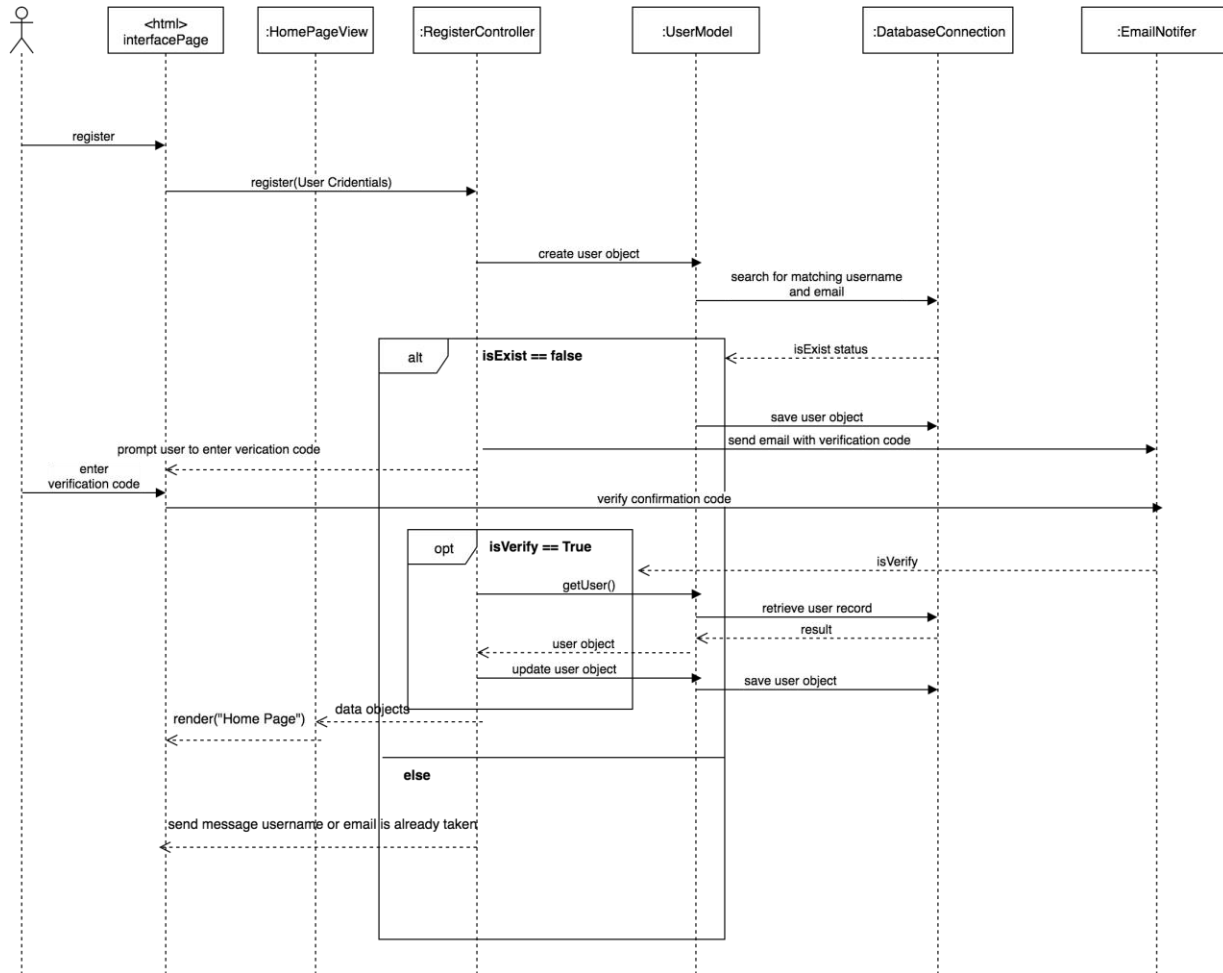 <html>
interfacePage
:HomePageView
:RegisterController
:UserModel
:DatabaseConnection
:EmailNotifer
register
register(User Cridentials)
create user object
search for matching username
and email
alt
isExist == false
isExist status
save user object
send email with verification code
prompt user to enter verication code
enter
verification code
verify confirmation code
opt
isVerify == True
isVerify
getUser()
retrieve user record
result
user object
update user object
save user object
data objects
render("Home Page")
else
send message username or email is already taken